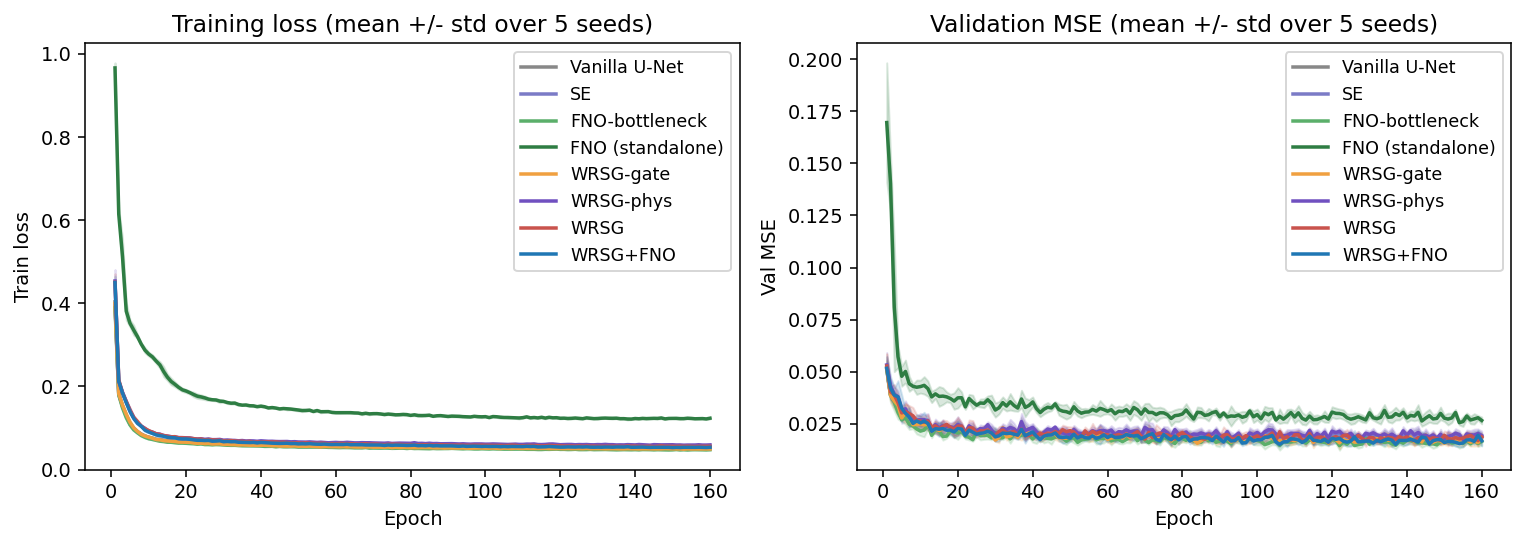 Training loss (mean +/- std over 5 seeds)
1.0
0.8
0.6
0.4
0.2
0.0
Train loss
Vanilla U-Net
SE
FNO-bottleneck
FNO (standalone)
WRSG-gate
WRSG-phys
WRSG
WRSG+FNO
0 20 40 60 80 100 120 140 160
Epoch
Validation MSE (mean +/- std over 5 seeds)
0.200
0.175
0.150
0.125
0.100
0.075
0.050
0.025
Val MSE
Vanilla U-Net
SE
FNO-bottleneck
FNO (standalone)
WRSG-gate
WRSG-phys
WRSG
WRSG+FNO
0 20 40 60 80 100 120 140 160
Epoch